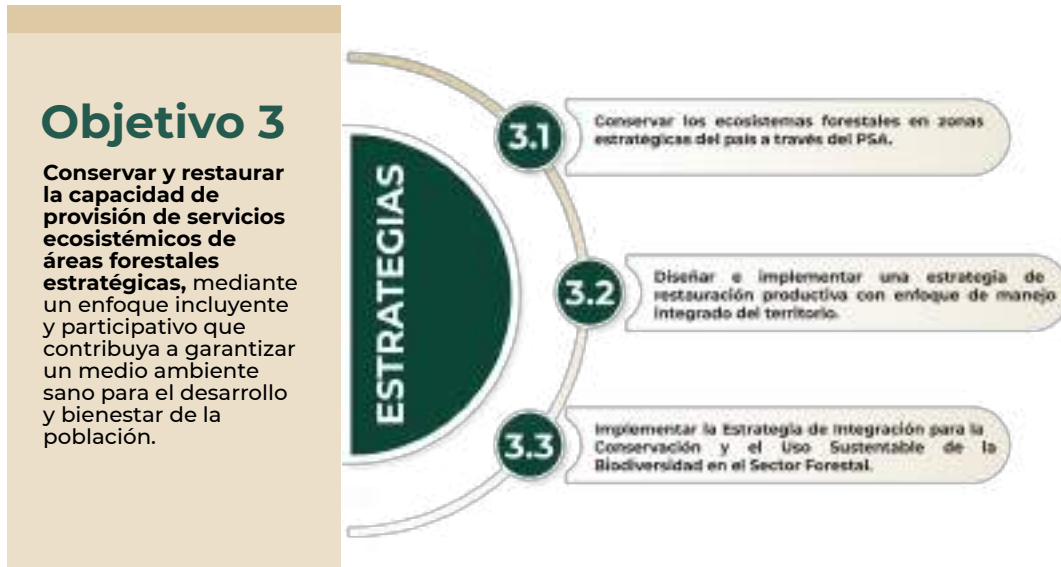 Objetivo 3
Conservar y restaurar
la capacidad de
provisión de servicios
ecosistémicos de
áreas forestales
estratégicas, mediante
un enfoque incluyente
y participativo que
contribuya a garantizar
un medio ambiente
sano para el desarrollo
y bienestar de la
población.
ESTRATEGIAS
3.1
Conservar los ecosistemas forestales en zonas
estratégicas del país a través del PSA.
3.2
Diseñar e implementar una estrategia de
restauración productiva con enfoque de manejo
integrado del territorio.
3.3
Implementar la Estrategia de Integración para la
Conservación y el Uso Sustentable de la
Biodiversidad en el Sector Forestal.